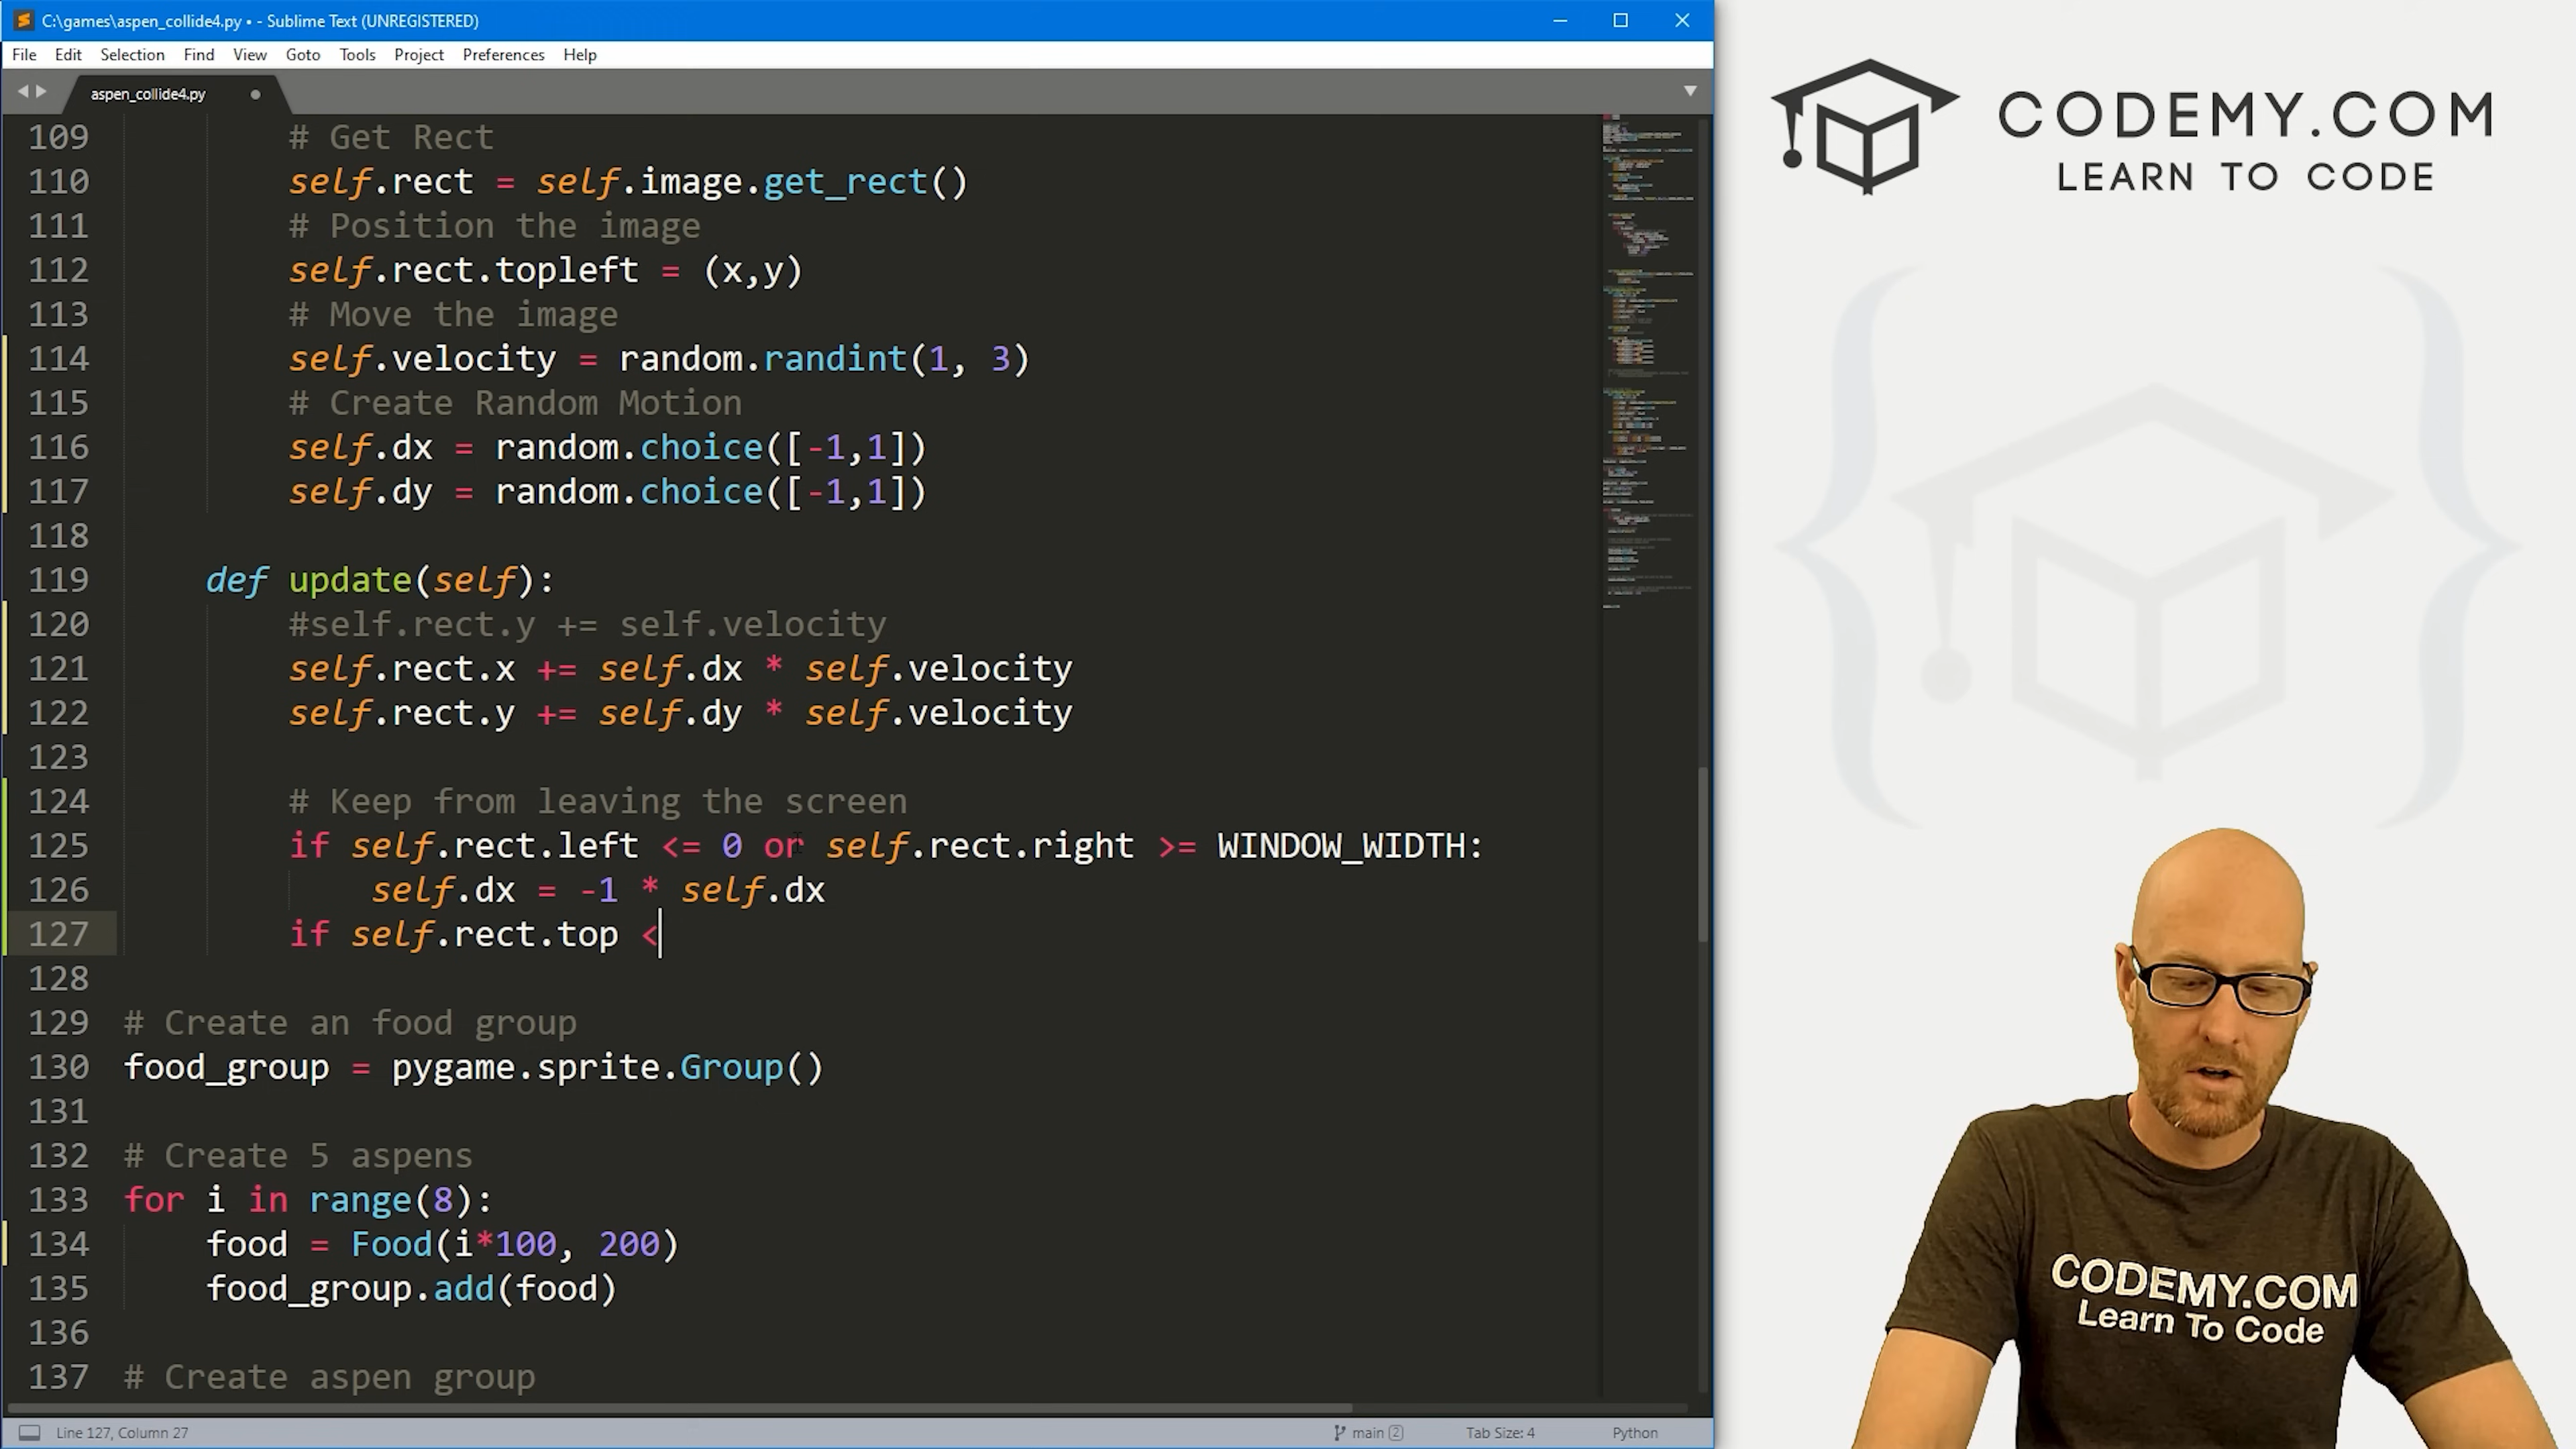 C:\games\aspen_collide4.py • - Sublime Text (UNREGISTERED)
File Edit Selection Find View Goto Tools Project Preferences Help
aspen_collide4.py
109 # Get Rect
110 self.rect = self.image.get_rect()
111 # Position the image
112 self.rect.topleft = (x,y)
113 # Move the image
114 self.velocity = random.randint(1, 3)
115 # Create Random Motion
116 self.dx = random.choice([-1,1])
117 self.dy = random.choice([-1,1])
118
119 def update(self):
120 #self.rect.y += self.velocity
121 self.rect.x += self.dx * self.velocity
122 self.rect.y += self.dy * self.velocity
123
124 # Keep from leaving the screen
125 if self.rect.left <= 0 or self.rect.right >= WINDOW_WIDTH:
126 self.dx = -1 * self.dx
127 if self.rect.top <
128
129 # Create an food group
130 food_group = pygame.sprite.Group()
131
132 # Create 5 aspens
133 for i in range(8):
134 food = Food(i*100, 200)
135 food_group.add(food)
136
137 # Create aspen group
Line 127, Column 27
main 2
Tab Size: 4
Python
CODEMY.COM
LEARN TO CODE
CODEMY.COM
Learn To Code